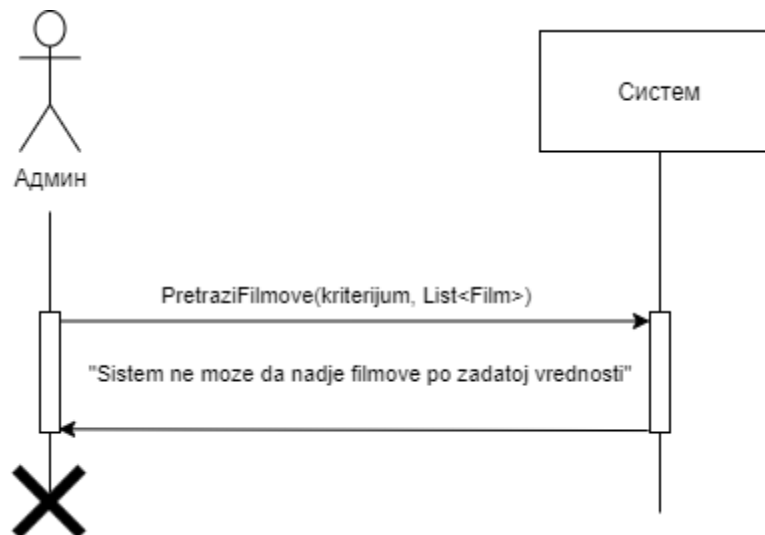 Систем
Админ
PretraziFilmove(kriterijum, List<Film>)
"Sistem ne moze da nadje filmove po zadatoj vrednosti"